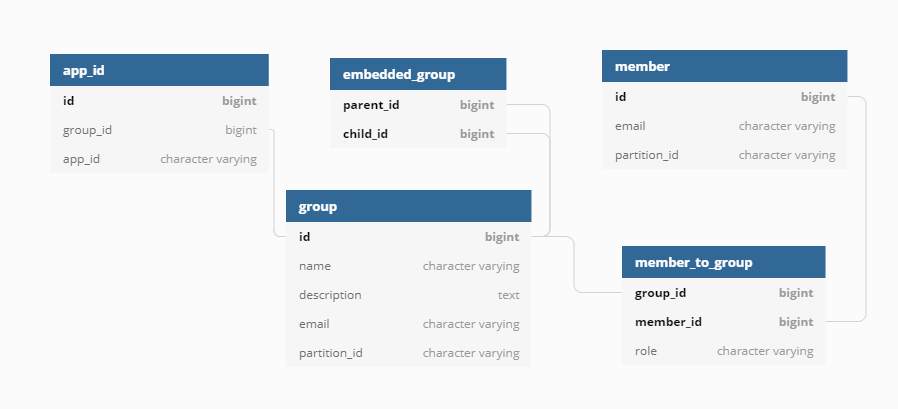 app_id
id bigint
group_id bigint
app_id character varying
embedded_group
parent_id bigint
child_id bigint
member
id bigint
email character varying
partition_id character varying
group
id bigint
name character varying
description text
email character varying
partition_id character varying
member_to_group
group_id bigint
member_id bigint
role character varying